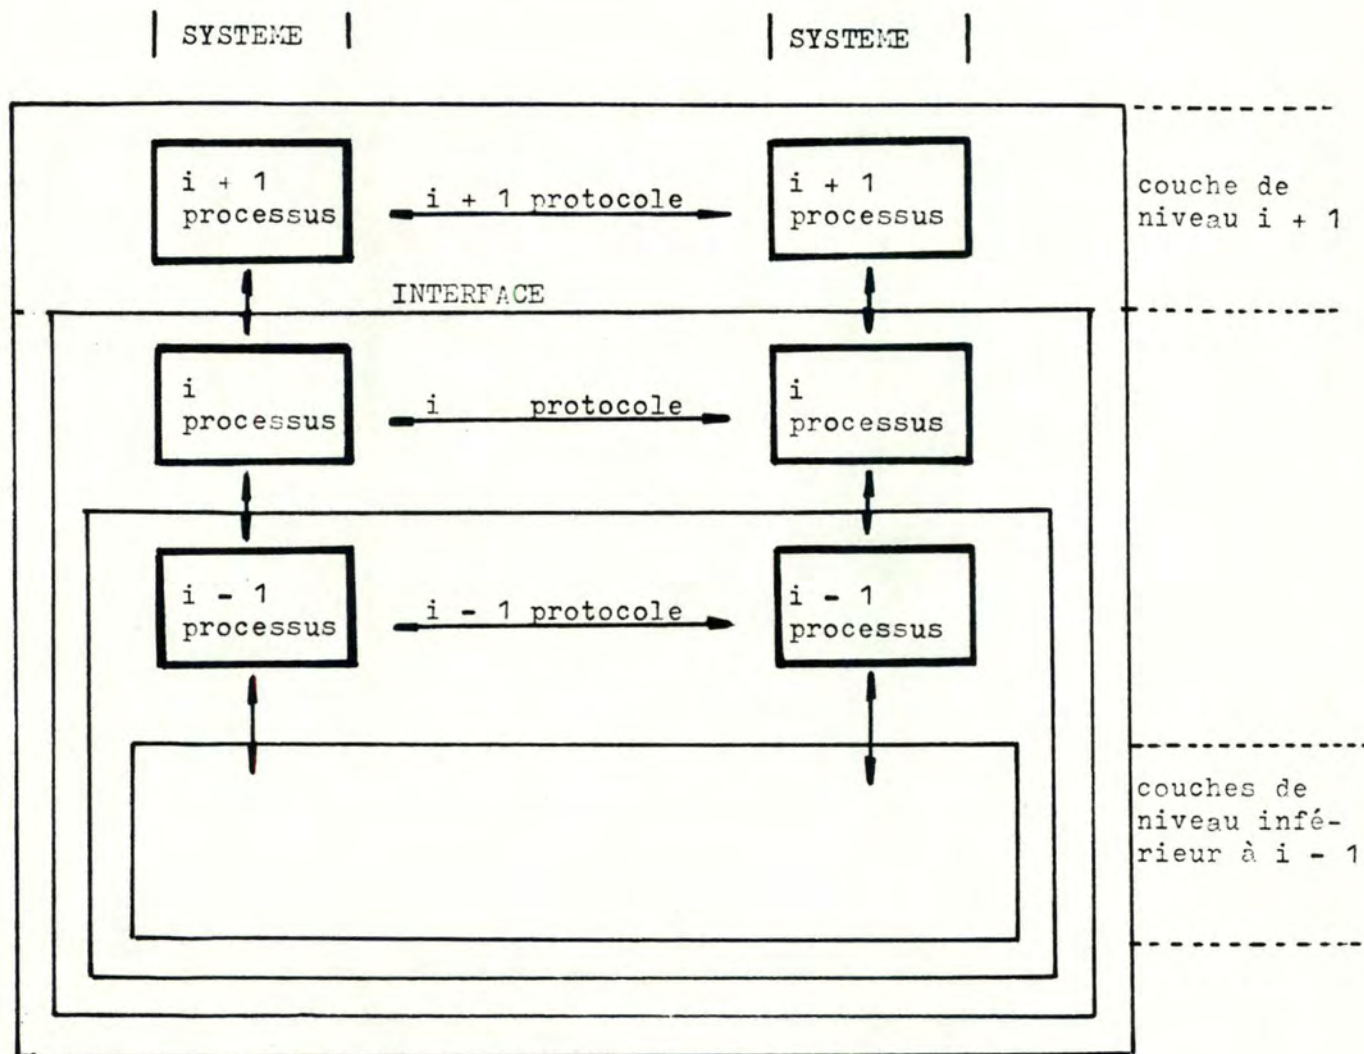 SYSTEME SYSTEME
i + 1
processus
i + 1 protocole
i + 1
processus
couche de
niveau i + 1
INTERFACE
i
processus
i protocole
i
processus
i - 1
processus
i - 1 protocole
i - 1
processus
couches de
niveau infé-
rieur à i - 1